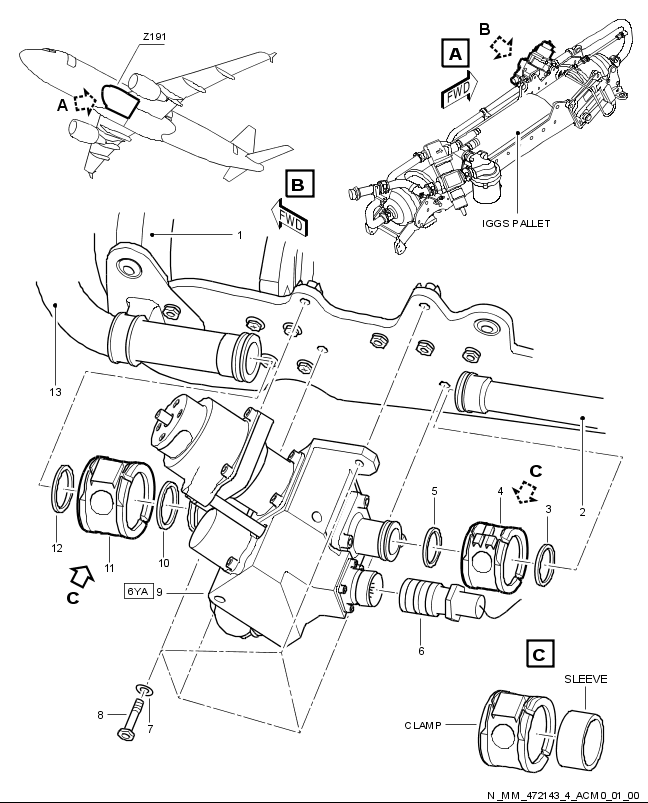 Z191
A
B
A
FWD
IGGS PALLET
B
FWD
1
13
2
5
4
C
3
12
11
10
C
6YA 9
6
8
7
C
SLEEVE
CLAMP
N_MM_472143_4_ACM0_01_00